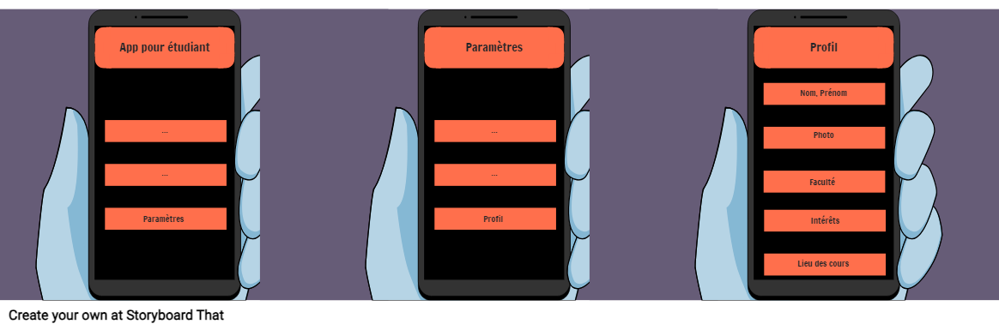 App pour étudiant
...
...
Paramètres
Paramètres
...
...
Profil
Profil
Nom, Prénom
Photo
Faculté
Intérêts
Lieu des cours
Create your own at Storyboard That